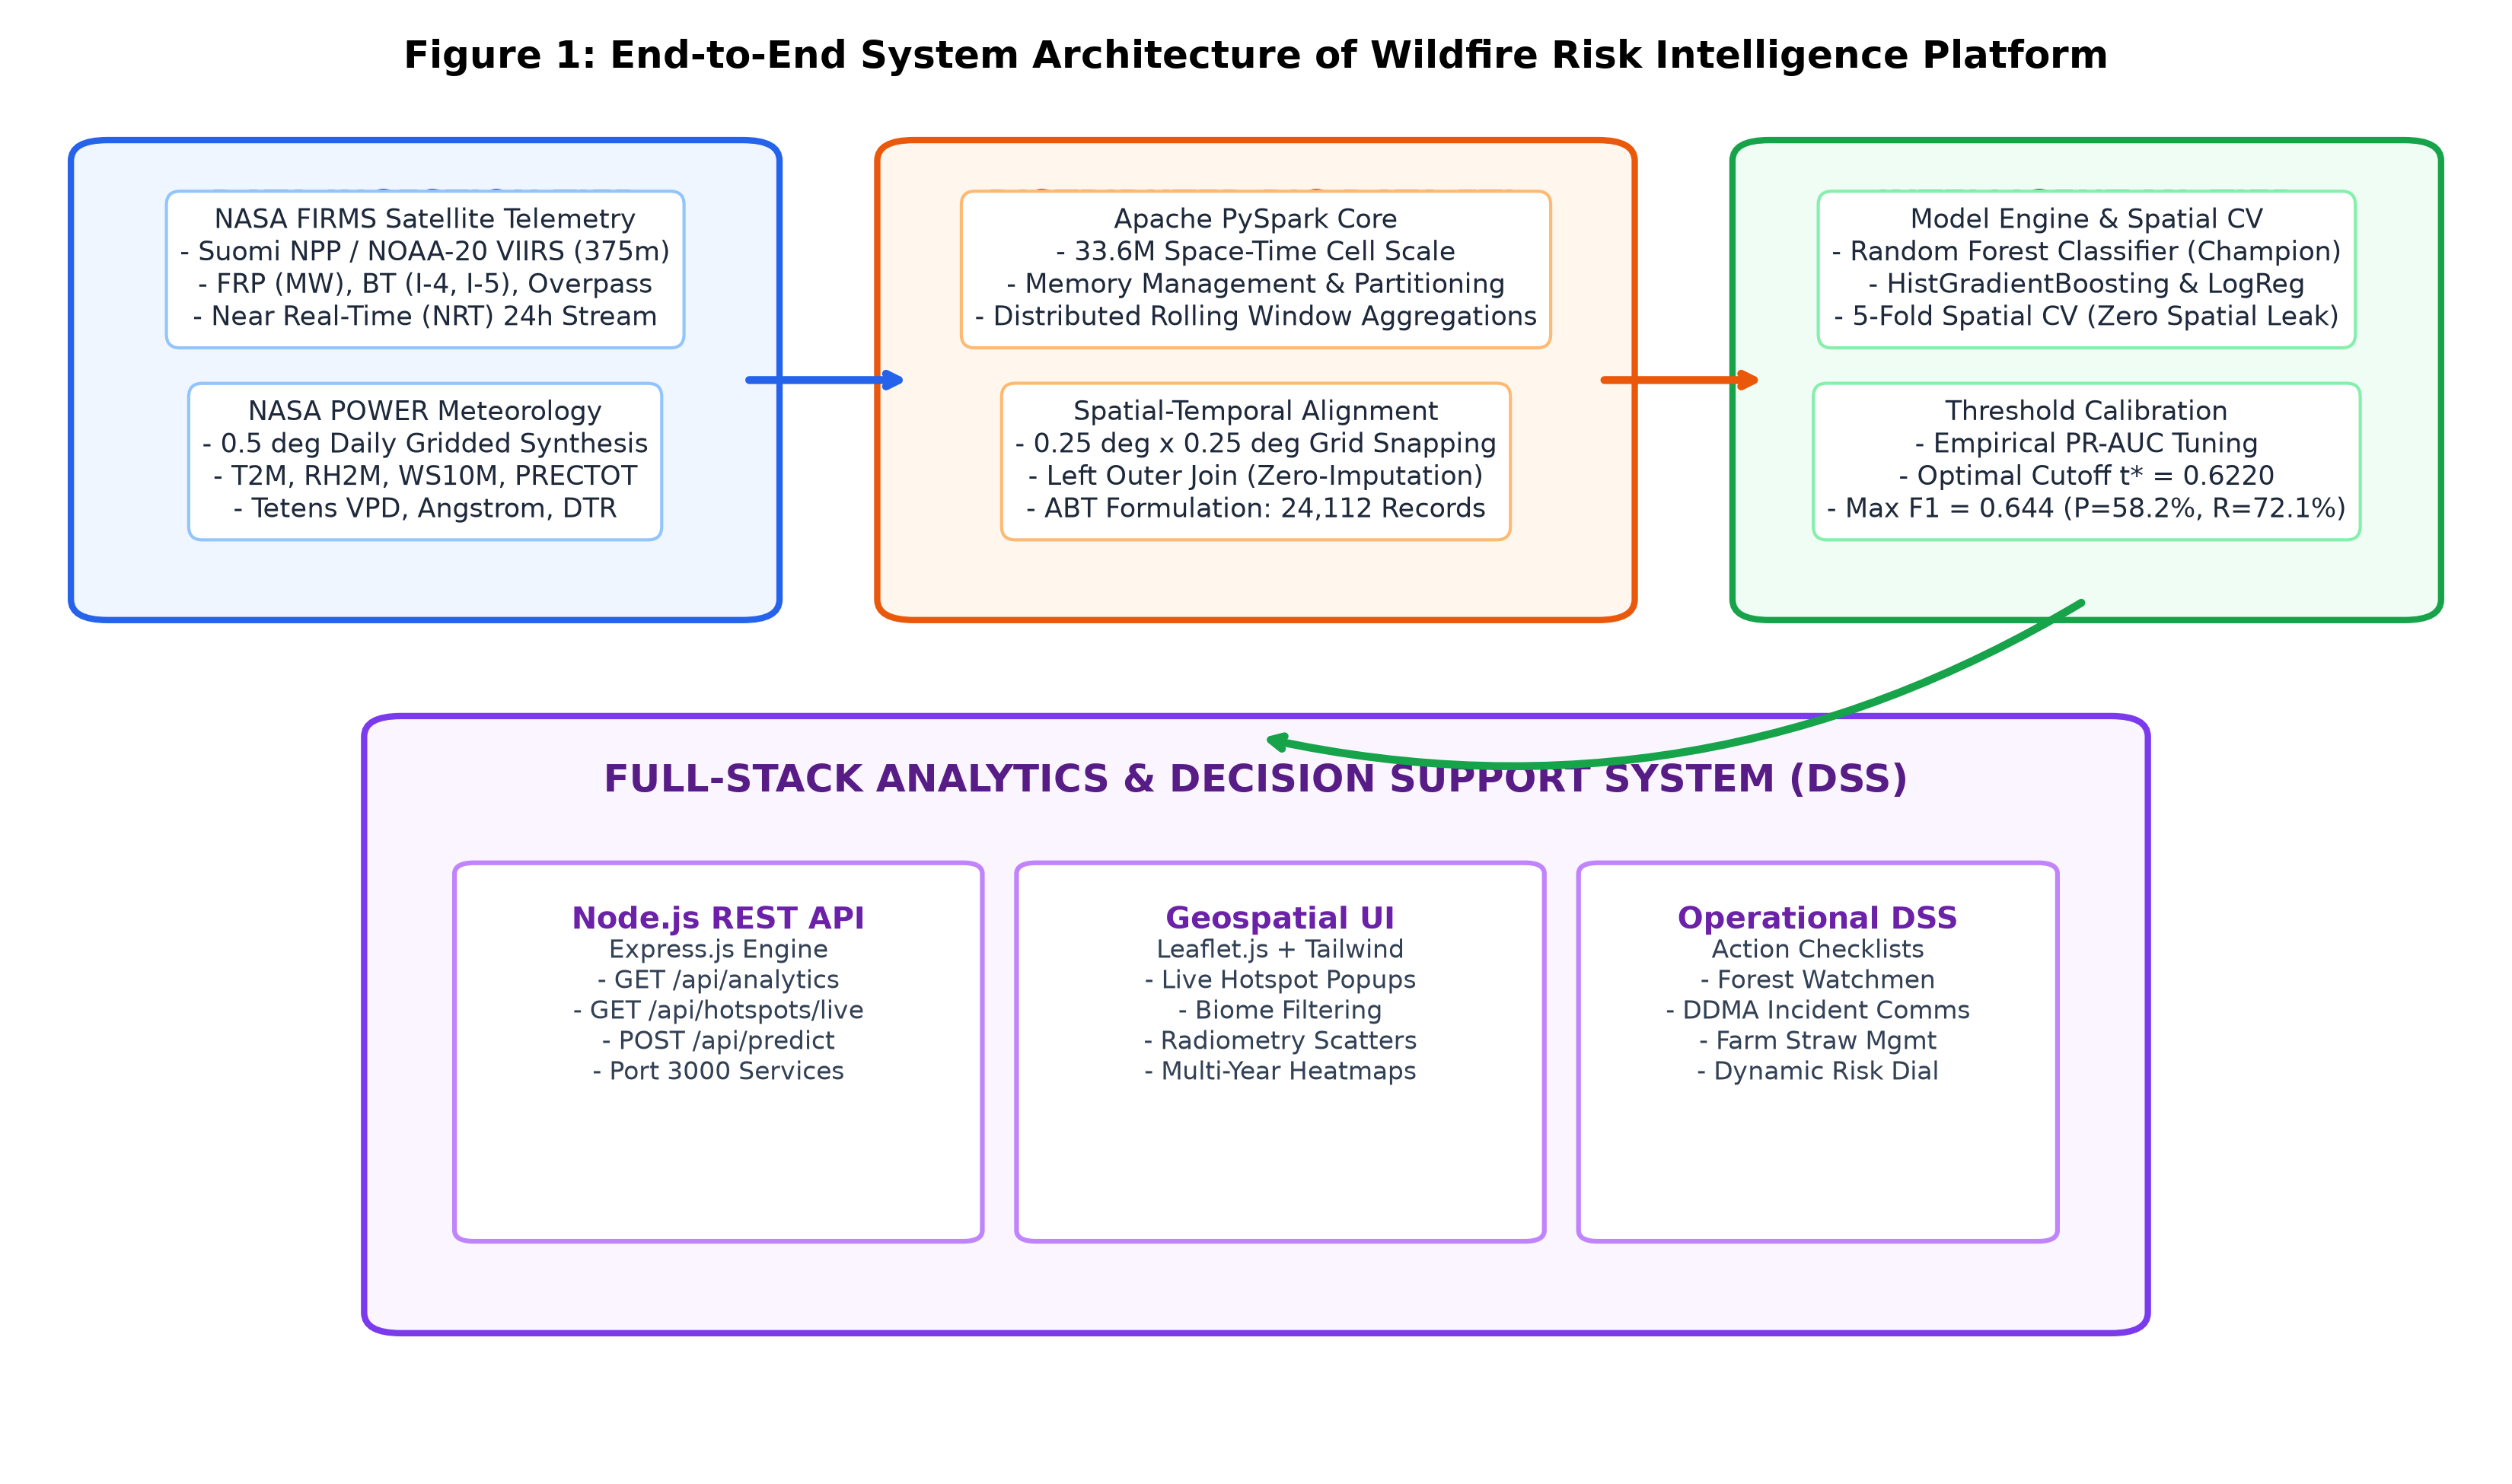 Figure 1: End-to-End System Architecture of Wildfire Risk Intelligence Platform
NASA FIRMS Satellite Telemetry
- Suomi NPP / NOAA-20 VIIRS (375m)
- FRP (MW), BT (I-4, I-5), Overpass
- Near Real-Time (NRT) 24h Stream
NASA POWER Meteorology
- 0.5 deg Daily Gridded Synthesis
- T2M, RH2M, WS10M, PRECTOT
- Tetens VPD, Angstrom, DTR
Apache PySpark Core
- 33.6M Space-Time Cell Scale
- Memory Management & Partitioning
- Distributed Rolling Window Aggregations
Spatial-Temporal Alignment
- 0.25 deg x 0.25 deg Grid Snapping
- Left Outer Join (Zero-Imputation)
- ABT Formulation: 24,112 Records
Model Engine & Spatial CV
- Random Forest Classifier (Champion)
- HistGradientBoosting & LogReg
- 5-Fold Spatial CV (Zero Spatial Leak)
Threshold Calibration
- Empirical PR-AUC Tuning
- Optimal Cutoff t* = 0.6220
- Max F1 = 0.644 (P=58.2%, R=72.1%)
FULL-STACK ANALYTICS & DECISION SUPPORT SYSTEM (DSS)
Node.js REST API
Express.js Engine
- GET /api/analytics
- GET /api/hotspots/live
- POST /api/predict
- Port 3000 Services
Geospatial UI
Leaflet.js + Tailwind
- Live Hotspot Popups
- Biome Filtering
- Radiometry Scatters
- Multi-Year Heatmaps
Operational DSS
Action Checklists
- Forest Watchmen
- DDMA Incident Comms
- Farm Straw Mgmt
- Dynamic Risk Dial